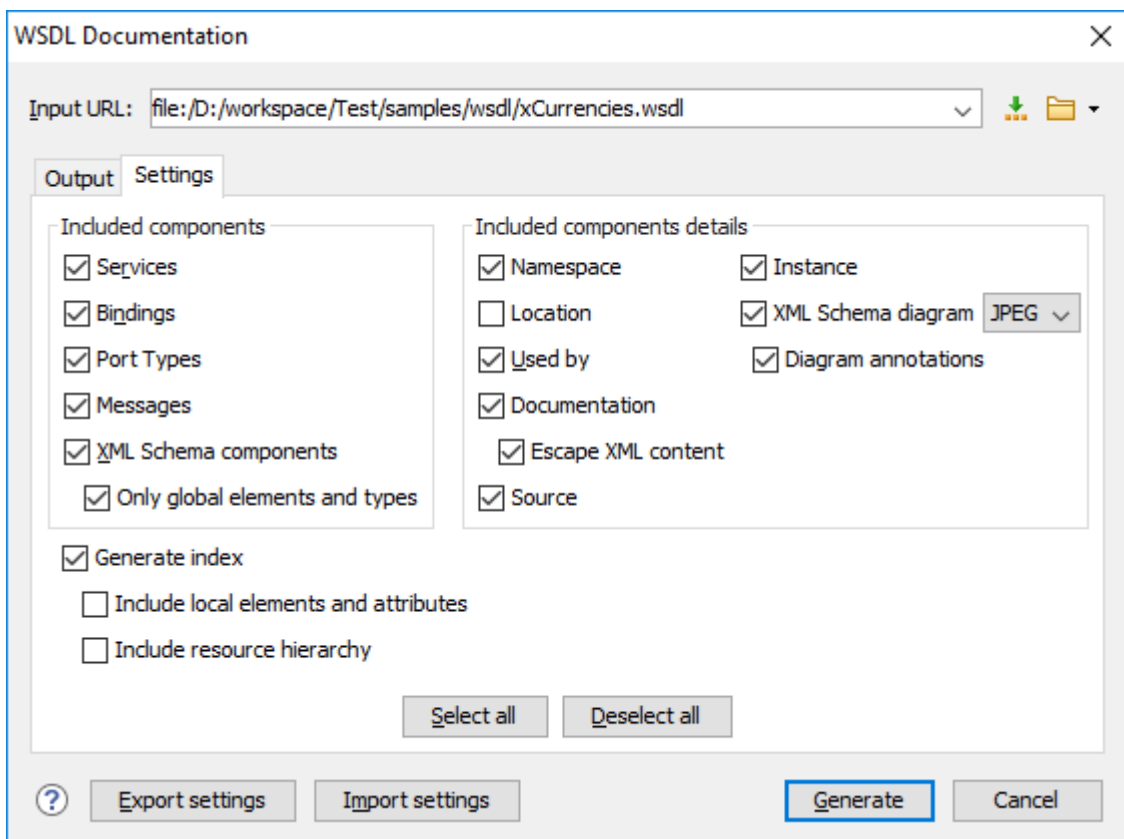 WSDL Documentation
Input URL: file:/D:/workspace/Test/samples/wsdl/xCurrencies.wsdl
Output Settings
Included components
Services
Bindings
Port Types
Messages
XML Schema components
Only global elements and types
Included components details
Namespace
Location
Used by
Documentation
Escape XML content
Source
Instance
XML Schema diagram JPEG
Diagram annotations
Generate index
Include local elements and attributes
Include resource hierarchy
Select all Deselect all
? Export settings Import settings Generate Cancel